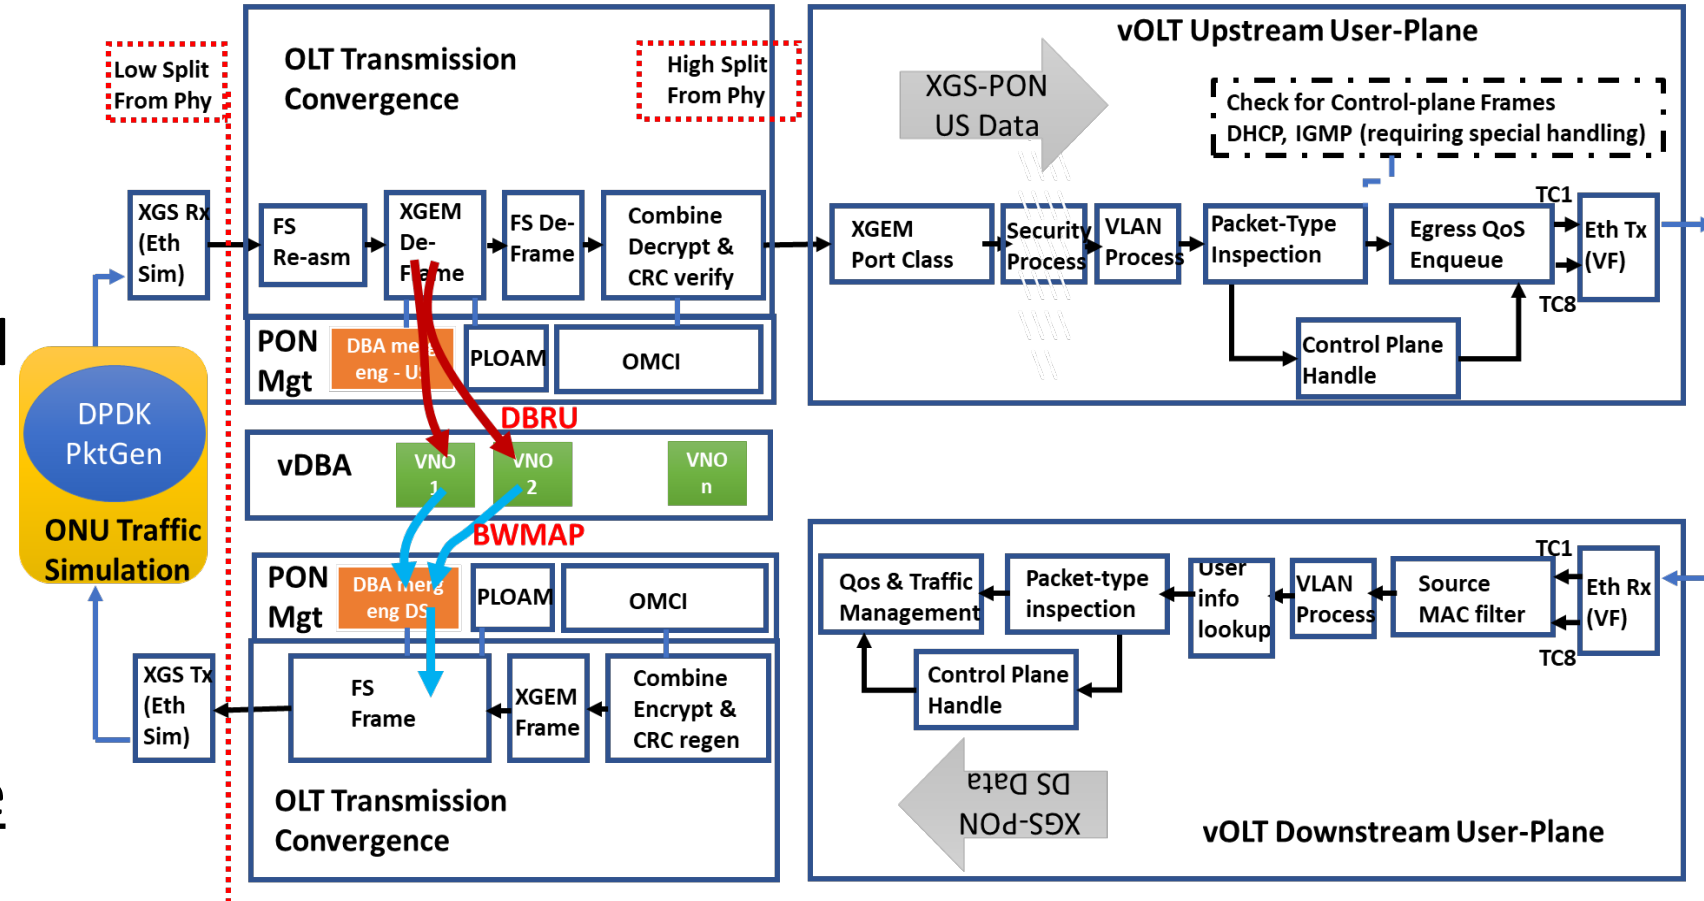 Low Split
From Phy
OLT Transmission
Convergence
High Split
From Phy
XGS Rx
(Eth
Sim)
FS
Re-asm
XGEM
De-
Frame
FS De-
Frame
Combine
Decrypt &
CRC verify
PON
Mgt
DBA merg
eng - US
PLOAM
OMCI
DBRU
vDBA
VNO
1
VNO
2
VNO
n
BWMAP
PON
Mgt
DBA merg
eng DS
PLOAM
OMCI
XGS Tx
(Eth
Sim)
FS
Frame
XGEM
Frame
Combine
Encrypt &
CRC regen
OLT Transmission
Convergence
DPDK
PktGen
ONU Traffic
Simulation
vOLT Upstream User-Plane
XGS-PON
US Data
Check for Control-plane Frames
DHCP, IGMP (requiring special handling)
XGEM
Port Class
Security
Process
VLAN
Process
Packet-Type
Inspection
Egress QoS
Enqueue
TC1
TC8
Eth Tx
(VF)
Control Plane
Handle
Qos & Traffic
Management
Packet-type
inspection
User
info
lookup
VLAN
Process
Source
MAC filter
TC1
TC8
Eth Rx
(VF)
Control Plane
Handle
XGS-PON
DS Data
vOLT Downstream User-Plane